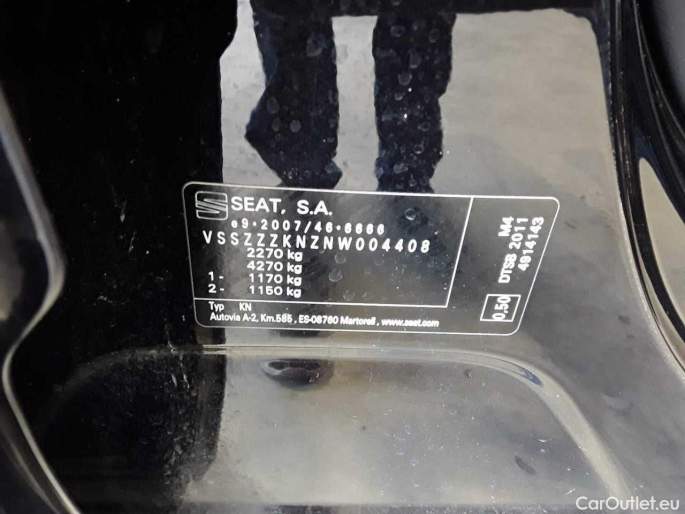 SEAT, S.A.
e9*2007/46*6666
VSSZZZKNZNW004408
2270 kg
4270 kg
1 - 1170 kg
2 - 1150 kg
Typ KN
Autovia A-2, Km.585 , ES-08760 Martorell , www.seat.com
M4
DTSB 2011
4914143
0.50
CarOutlet.eu